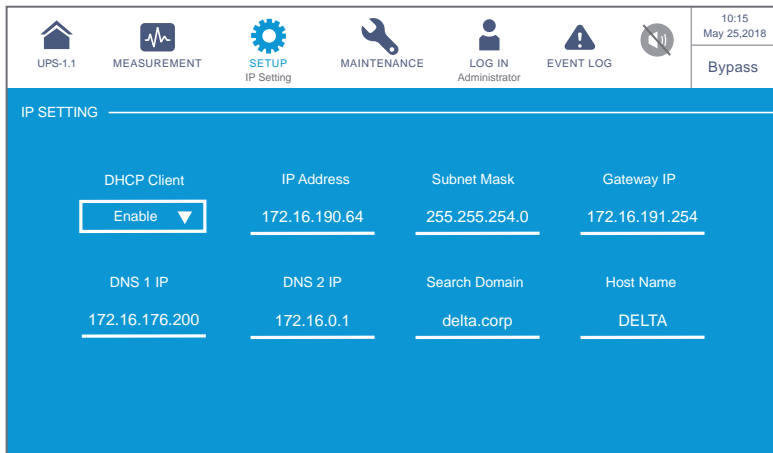 UPS-1.1
MEASUREMENT
SETUP
IP Setting
MAINTENANCE
LOG IN
Administrator
EVENT LOG
10:15
May 25,2018
Bypass
IP SETTING
DHCP Client
IP Address
Subnet Mask
Gateway IP
Enable
172.16.190.64
255.255.254.0
172.16.191.254
DNS 1 IP
DNS 2 IP
Search Domain
Host Name
172.16.176.200
172.16.0.1
delta.corp
DELTA